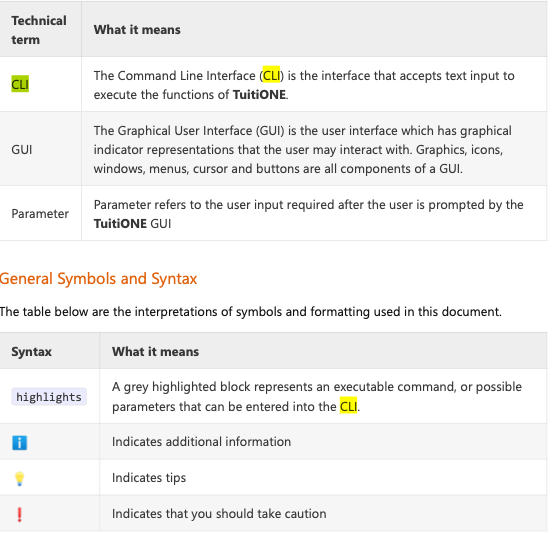 Technical term What it means
CLI The Command Line Interface (CLI) is the interface that accepts text input to
execute the functions of TuitiONE.
GUI The Graphical User Interface (GUI) is the user interface which has graphical
indicator representations that the user may interact with. Graphics, icons,
windows, menus, cursor and buttons are all components of a GUI.
Parameter Parameter refers to the user input required after the user is prompted by the
TuitiONE GUI
General Symbols and Syntax
The table below are the interpretations of symbols and formatting used in this document.
Syntax What it means
highlights A grey highlighted block represents an executable command, or possible
parameters that can be entered into the CLI.
ℹ️ Indicates additional information
💡 Indicates tips
❗ Indicates that you should take caution